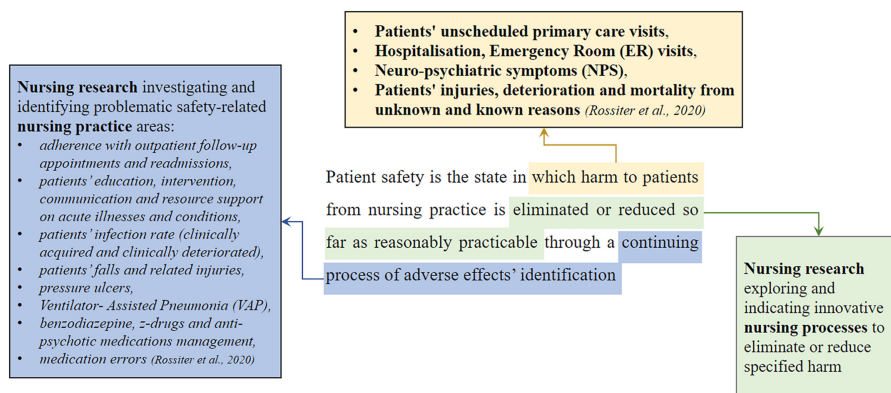 • Patients' unscheduled primary care visits,
• Hospitalisation, Emergency Room (ER) visits,
• Neuro-psychiatric symptoms (NPS),
• Patients' injuries, deterioration and mortality from
unknown and known reasons (Rossiter et al., 2020)
Nursing research investigating and
identifying problematic safety-related
nursing practice areas:
• adherence with outpatient follow-up
appointments and readmissions,
• patients' education, intervention,
communication and resource support
on acute illnesses and conditions,
• patients' infection rate (clinically
acquired and clinically deteriorated),
• patients' falls and related injuries,
• pressure ulcers,
• Ventilator- Assisted Pneumonia (VAP),
• benzodiazepine, z-drugs and anti-
psychotic medications management,
• medication errors (Rossiter et al., 2020)
Patient safety is the state in which harm to patients
from nursing practice is eliminated or reduced so
far as reasonably practicable through a continuing
process of adverse effects' identification
Nursing research
exploring and
indicating innovative
nursing processes to
eliminate or reduce
specified harm